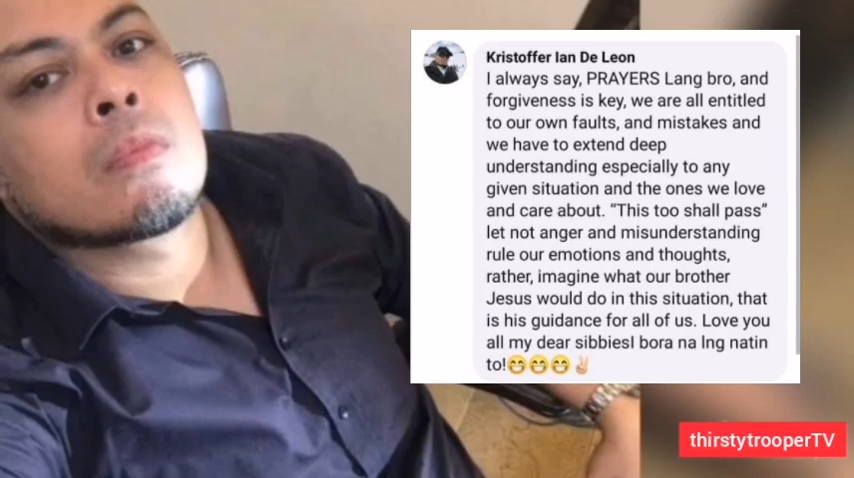 Kristoffer Ian De Leon
I always say, PRAYERS Lang bro, and
forgiveness is key, we are all entitled
to our own faults, and mistakes and
we have to extend deep
understanding especially to any
given situation and the ones we love
and care about. “This too shall pass”
let not anger and misunderstanding
rule our emotions and thoughts,
rather, imagine what our brother
Jesus would do in this situation, that
is his guidance for all of us. Love you
all my dear sibbiesI bora na lng natin
to!😁😁😁✌🏻
thirstytrooperTV